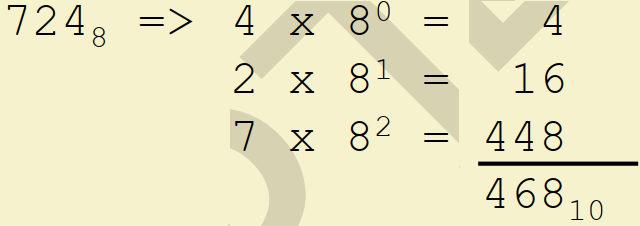 724₈ => 4 x 8⁰ = 4
2 x 8¹ = 16
7 x 8² = 448
468₁₀